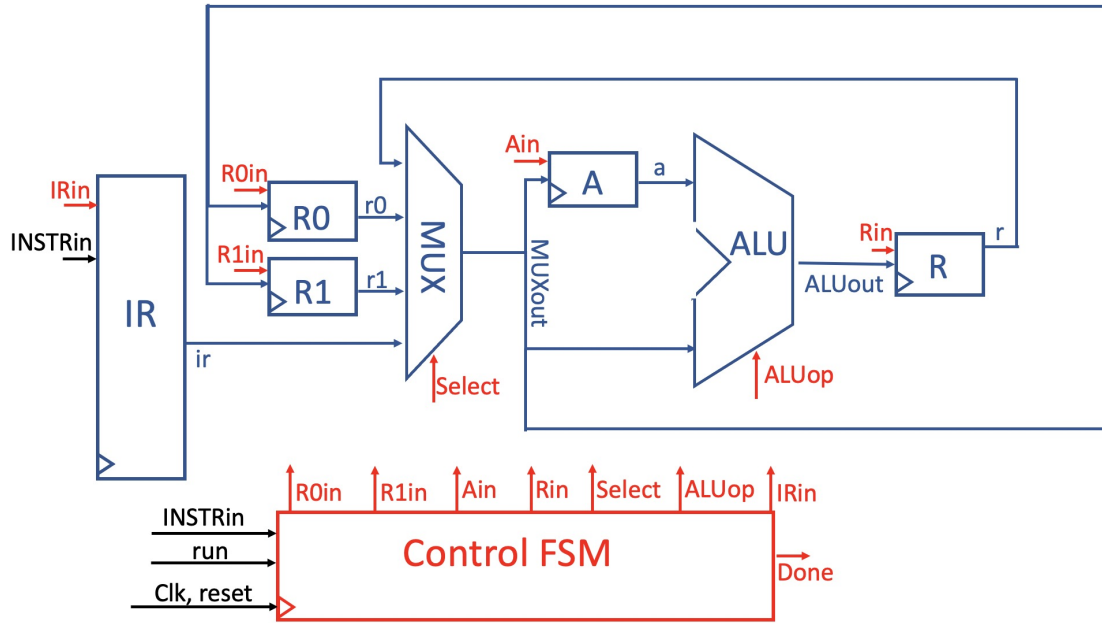 IRin
INSTRin
IR
ir
R0in
R0
r0
R1in
R1
r1
MUX
Select
MUXout
Ain
A
a
ALU
ALUop
ALUout
Rin
R
r
R0in
R1in
Ain
Rin
Select
ALUop
IRin
INSTRin
run
Clk, reset
Control FSM
Done